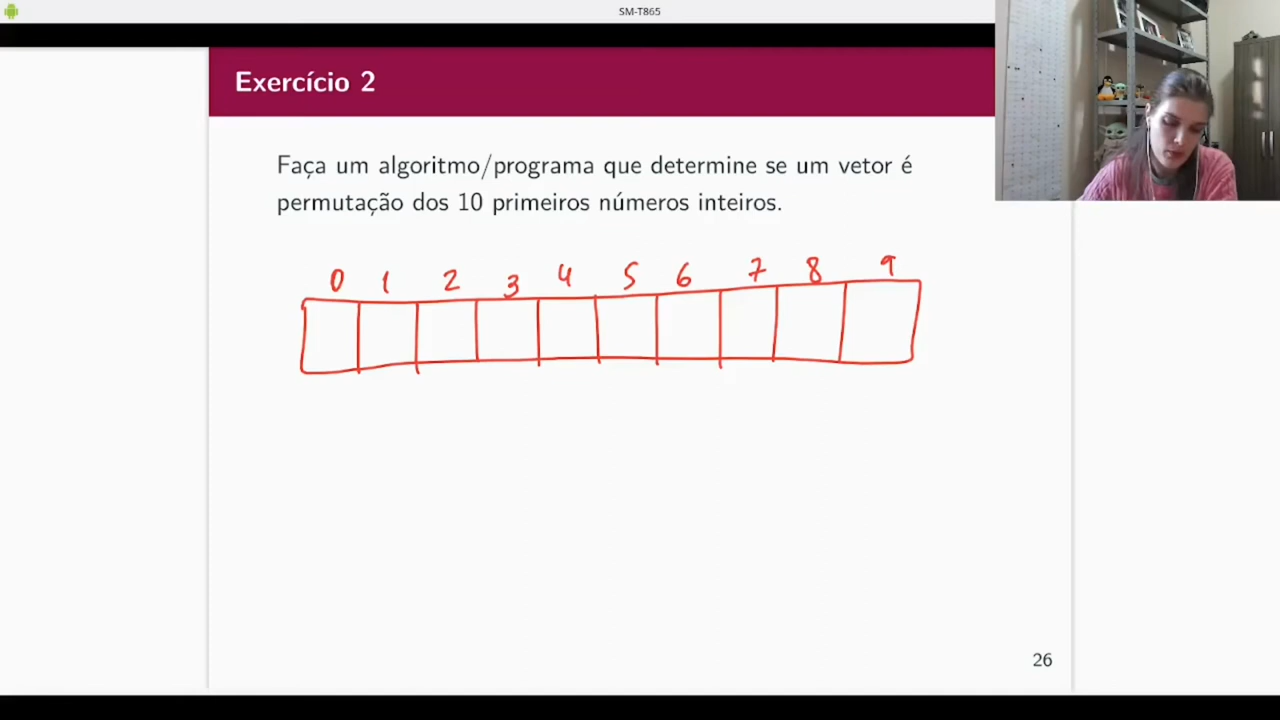 SM-T865
Exercício 2
Faça um algoritmo/programa que determine se um vetor é
permutação dos 10 primeiros números inteiros.
0 1 2 3 4 5 6 7 8 9
26